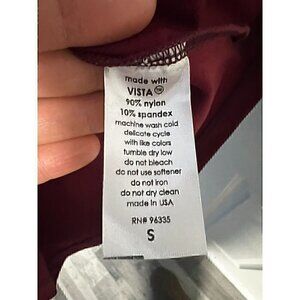 made with
VISTA™
90% nylon
10% spandex
machine wash cold
delicate cycle
with like colors
tumble dry low
do not bleach
do not use softener
do not iron
do not dry clean
made in USA
RN# 96335
S